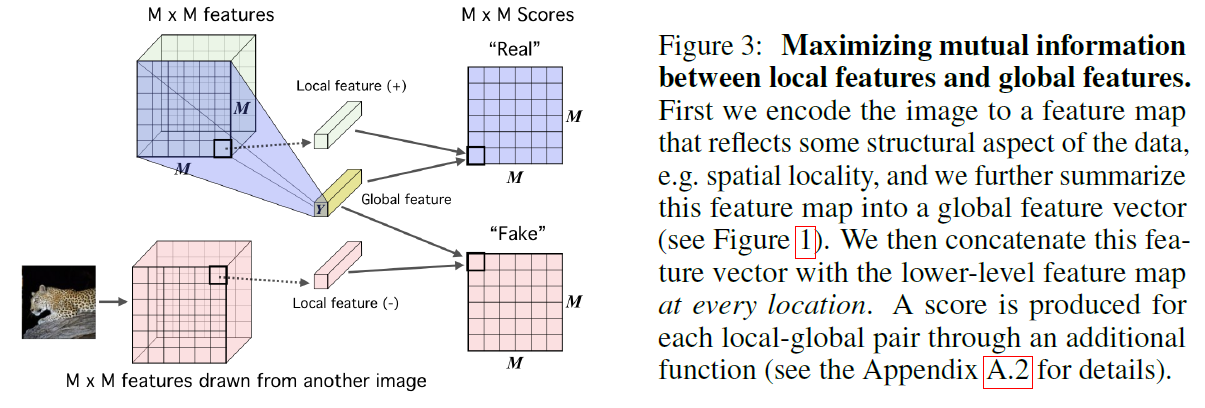 M x M features
M x M Scores
"Real"
Local feature (+)
M
M
M
M
Y
Global feature
"Fake"
Local feature (-)
M
M
M x M features drawn from another image
Figure 3: Maximizing mutual information
between local features and global features.
First we encode the image to a feature map
that reflects some structural aspect of the data,
e.g. spatial locality, and we further summarize
this feature map into a global feature vector
(see Figure 1). We then concatenate this fea-
ture vector with the lower-level feature map
at every location. A score is produced for
each local-global pair through an additional
function (see the Appendix A.2 for details).